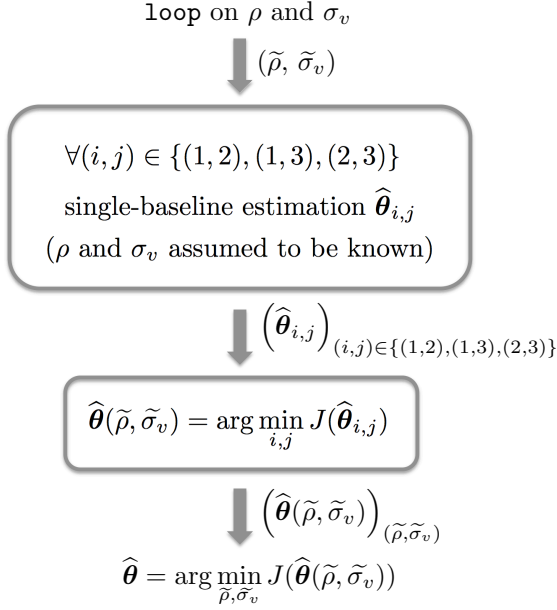 loop on ρ and σ_v
(ρ̃, σ̃_v)
∀(i, j) ∈ {(1, 2), (1, 3), (2, 3)}
single-baseline estimation θ̂_{i,j}
(ρ and σ_v assumed to be known)
(θ̂_{i,j})_{(i,j)∈{(1,2),(1,3),(2,3)}}
θ̂(ρ̃, σ̃_v) = arg min_{i,j} J(θ̂_{i,j})
(θ̂(ρ̃, σ̃_v))_{(ρ̃,σ̃_v)}
θ̂ = arg min_{ρ̃,σ̃_v} J(θ̂(ρ̃, σ̃_v))